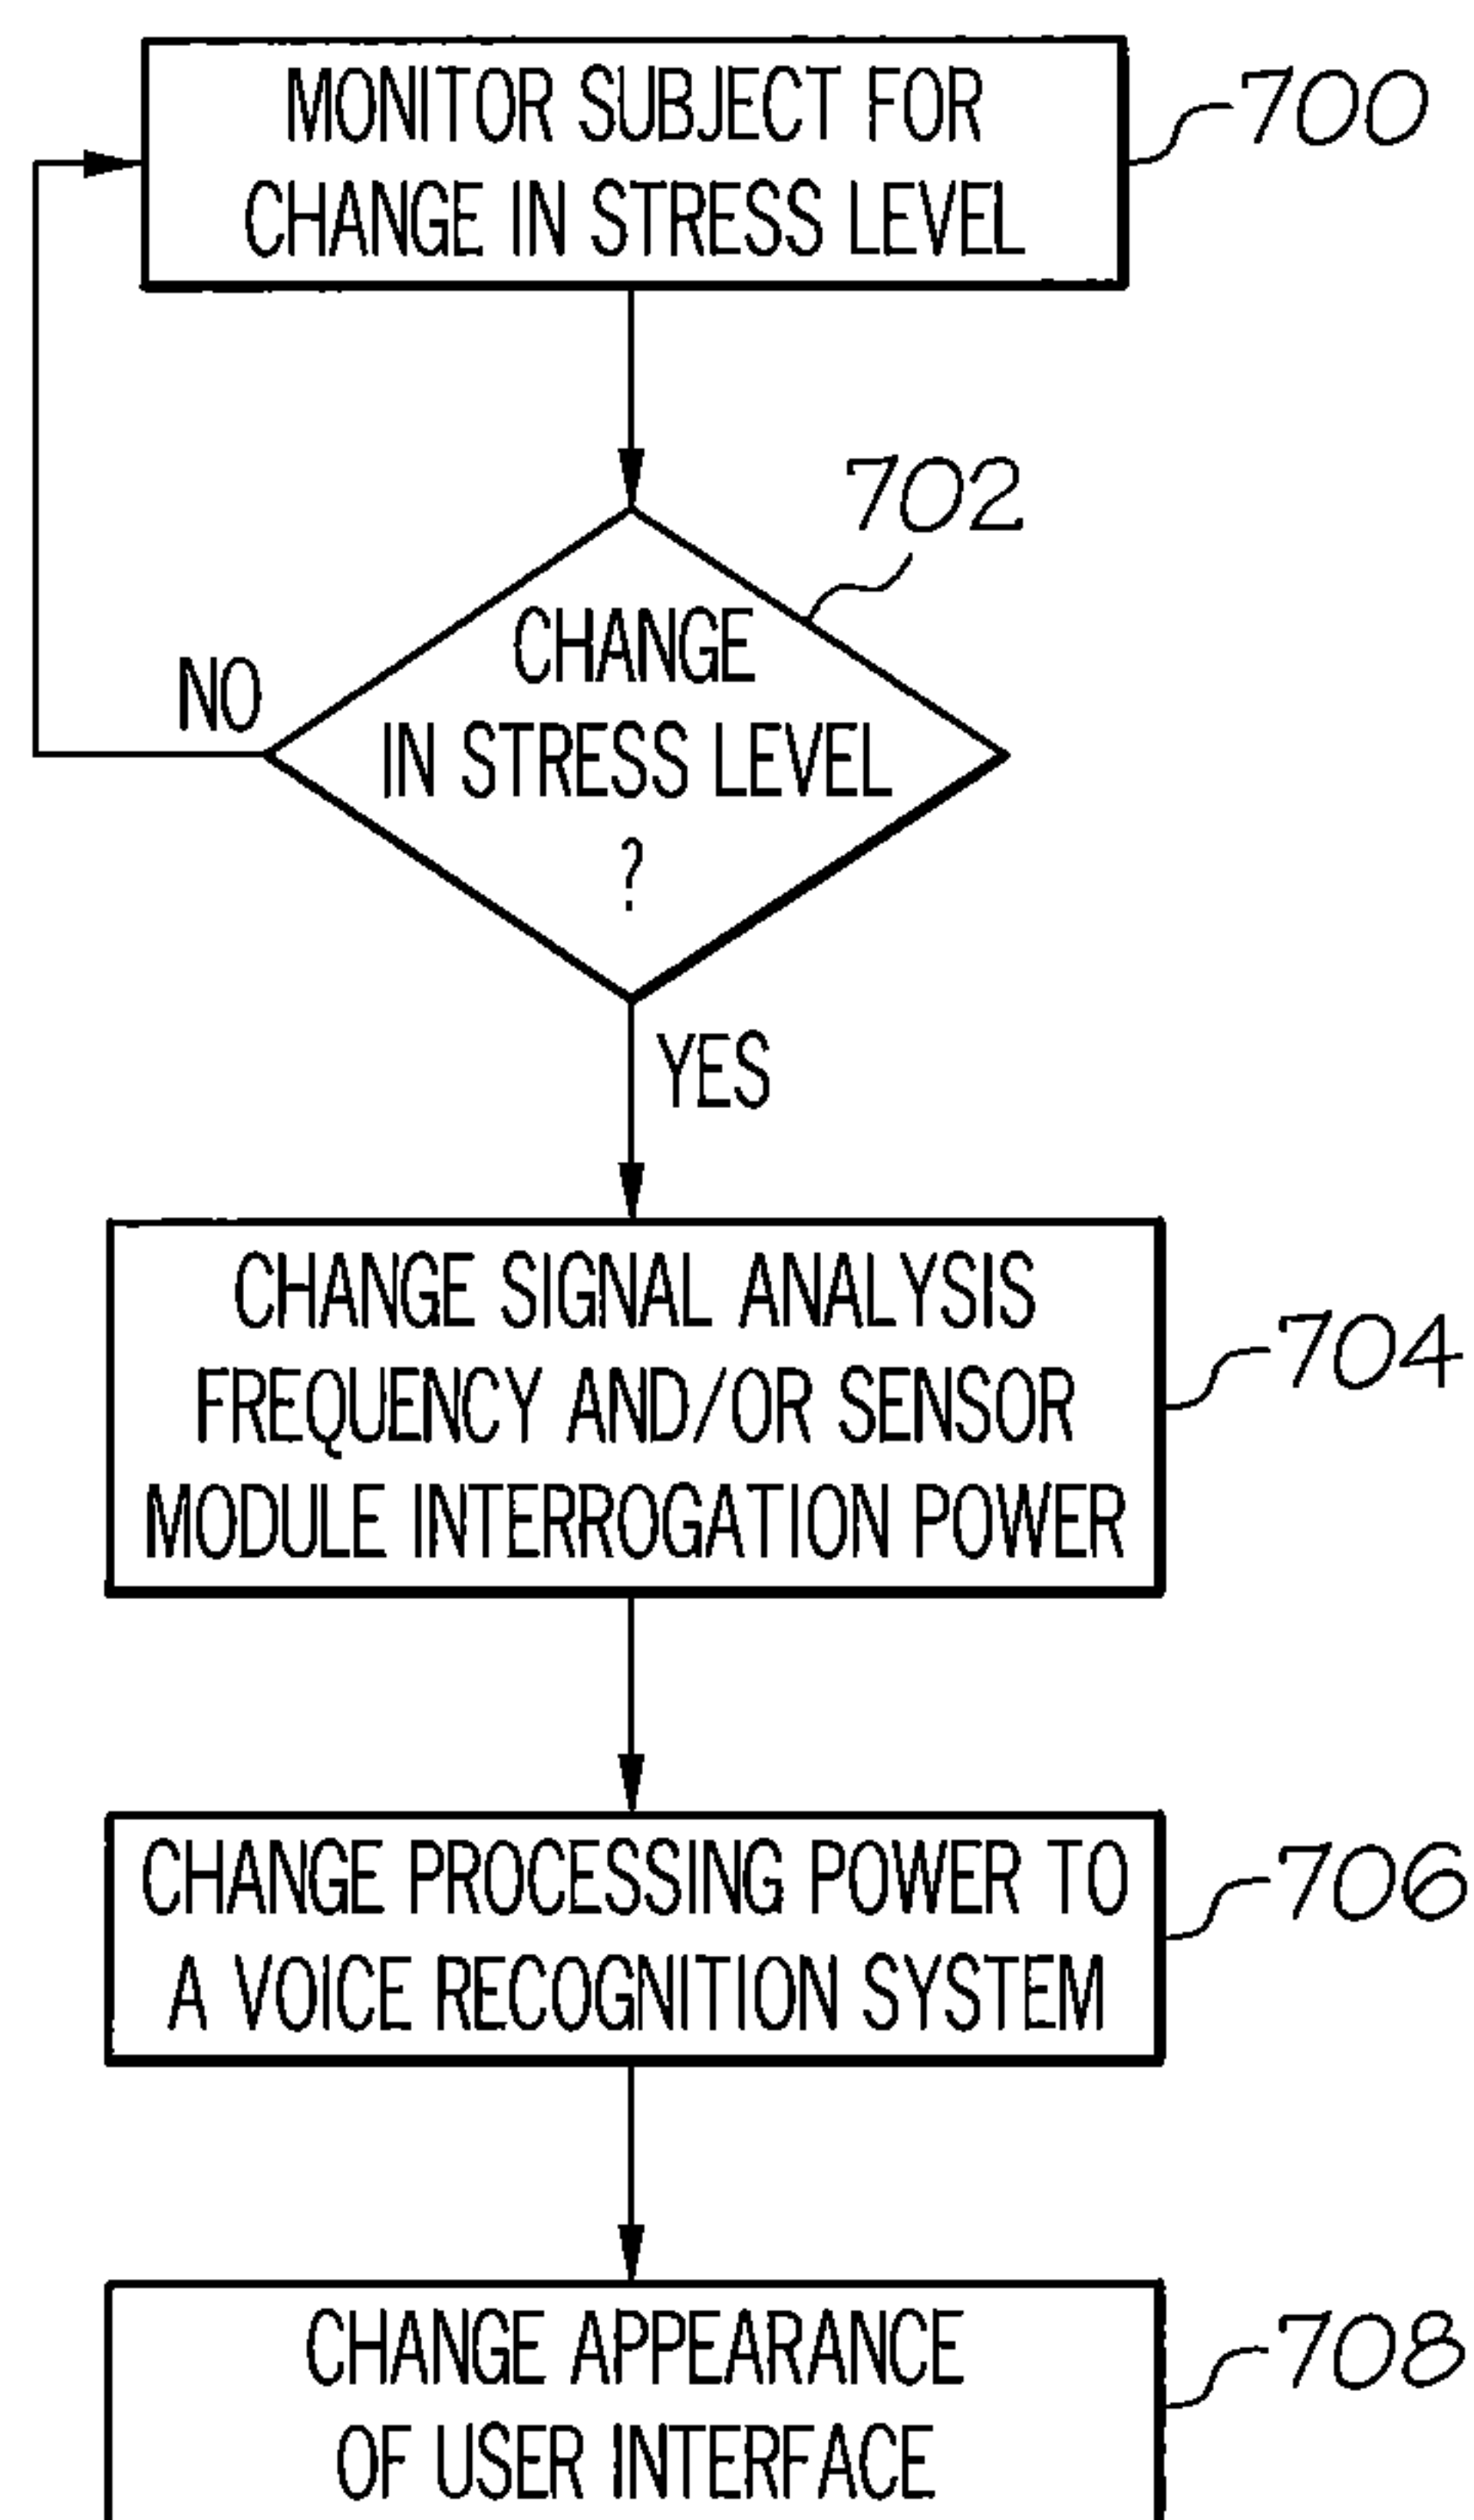 MONITOR SUBJECT FOR
CHANGE IN STRESS LEVEL
700
702
CHANGE
IN STRESS LEVEL
?
NO
YES
CHANGE SIGNAL ANALYSIS
FREQUENCY AND/OR SENSOR
MODULE INTERROGATION POWER
704
CHANGE PROCESSING POWER TO
A VOICE RECOGNITION SYSTEM
706
CHANGE APPEARANCE
OF USER INTERFACE
708